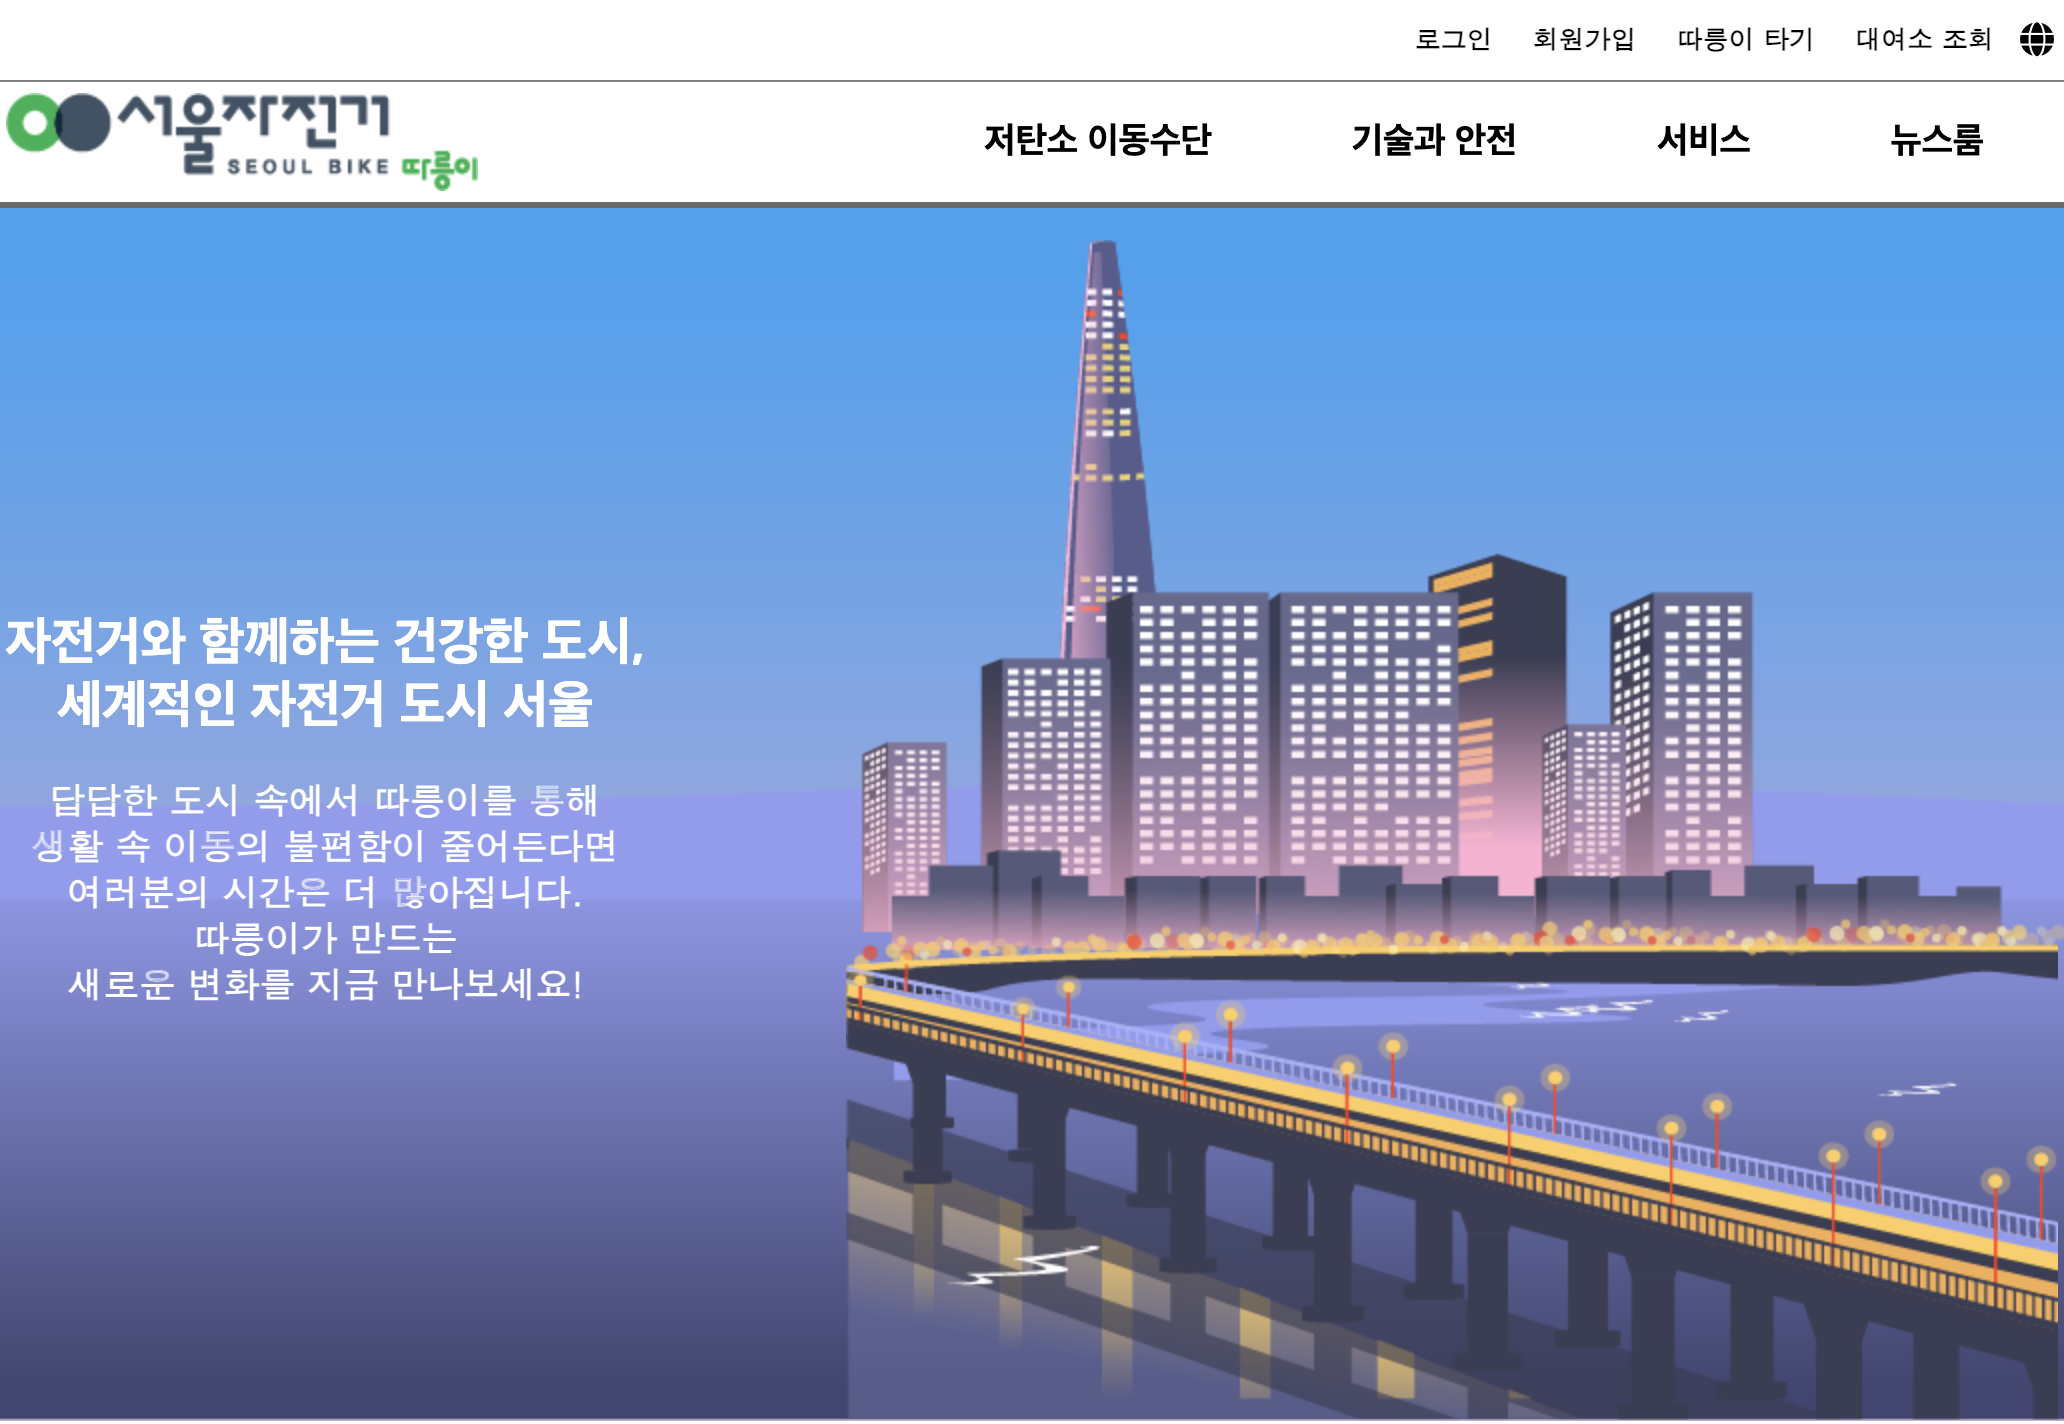 로그인 회원가입 따릉이 타기 대여소 조회
서울자전거
SEOUL BIKE 따릉이
저탄소 이동수단 기술과 안전 서비스 뉴스룸
자전거와 함께하는 건강한 도시,
세계적인 자전거 도시 서울
답답한 도시 속에서 따릉이를 통해
생활 속 이동의 불편함이 줄어든다면
여러분의 시간은 더 많아집니다.
따릉이가 만드는
새로운 변화를 지금 만나보세요!